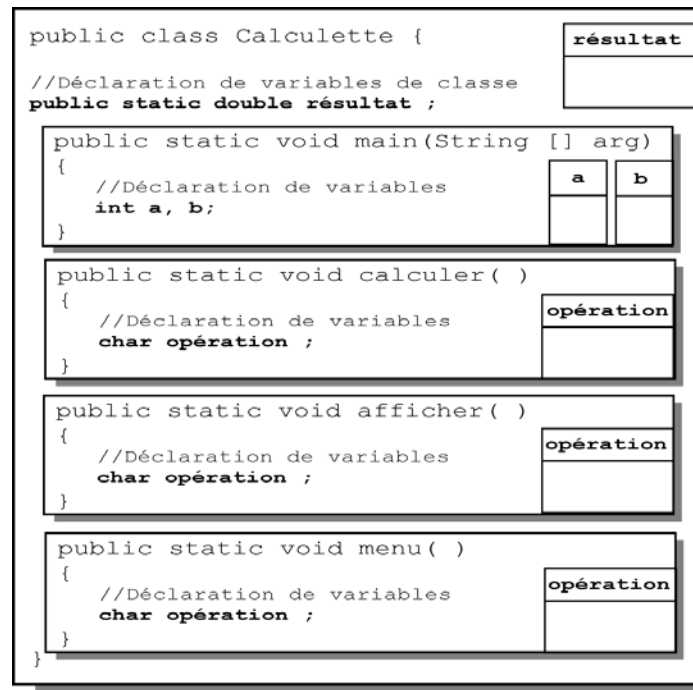 public class Calculette {
résultat
//Déclaration de variables de classe
public static double résultat ;
public static void main(String [] arg)
{
//Déclaration de variables
a
b
int a, b;
}
public static void calculer( )
{
opération
//Déclaration de variables
char opération ;
}
public static void afficher( )
{
opération
//Déclaration de variables
char opération ;
}
public static void menu( )
{
opération
//Déclaration de variables
char opération ;
}
}